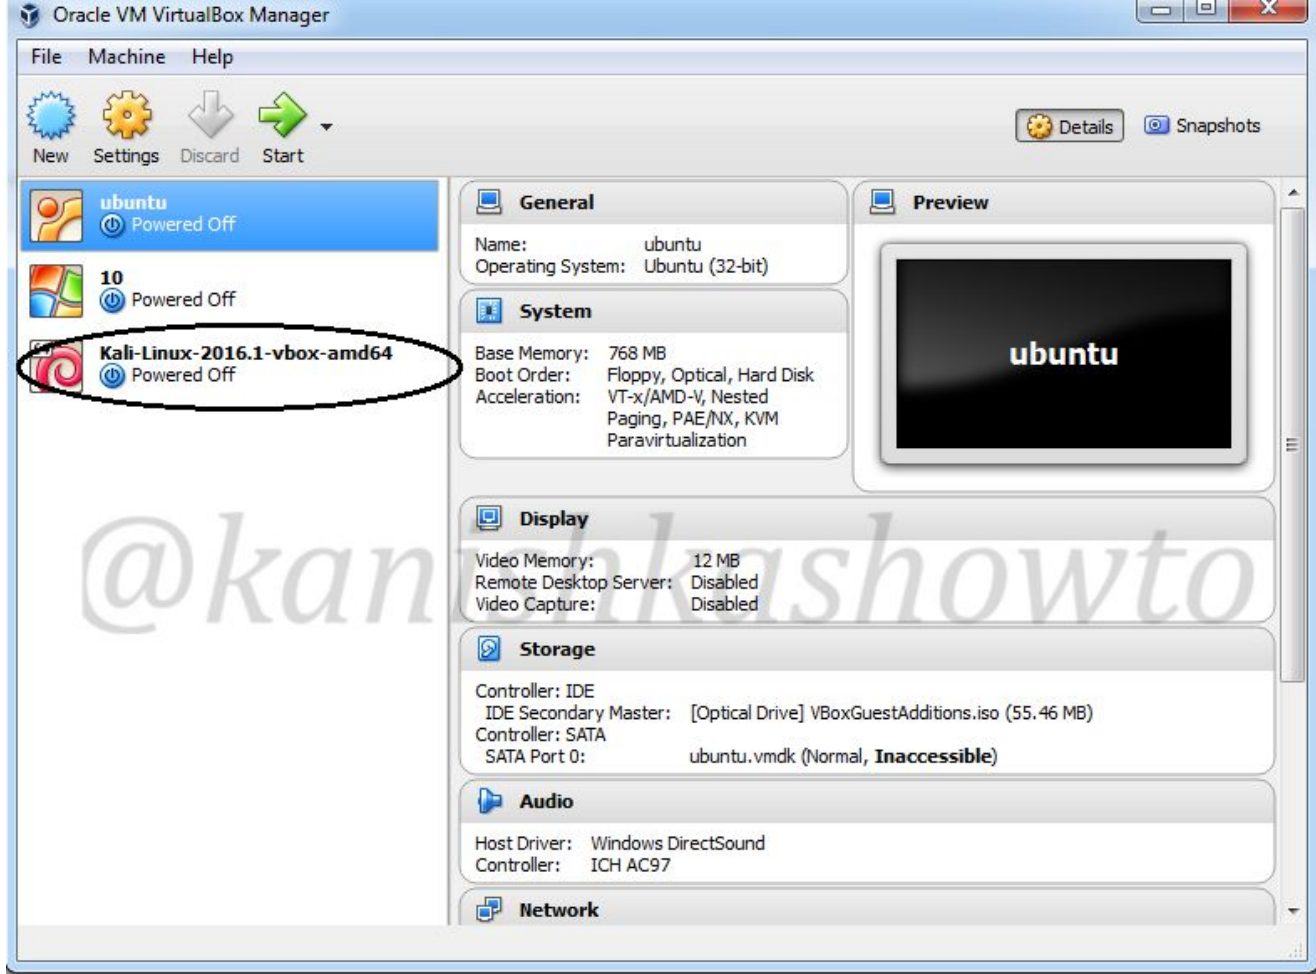 Oracle VM VirtualBox Manager
File Machine Help
New Settings Discard Start
Details Snapshots
ubuntu
Powered Off
10
Powered Off
Kali-Linux-2016.1-vbox-amd64
Powered Off
General
Name: ubuntu
Operating System: Ubuntu (32-bit)
System
Base Memory: 768 MB
Boot Order: Floppy, Optical, Hard Disk
Acceleration: VT-x/AMD-V, Nested
Paging, PAE/NX, KVM
Paravirtualization
Preview
ubuntu
Display
Video Memory: 12 MB
Remote Desktop Server: Disabled
Video Capture: Disabled
Storage
Controller: IDE
IDE Secondary Master: [Optical Drive] VBoxGuestAdditions.iso (55.46 MB)
Controller: SATA
SATA Port 0: ubuntu.vmdk (Normal, Inaccessible)
Audio
Host Driver: Windows DirectSound
Controller: ICH AC97
Network
@kanishkashowto